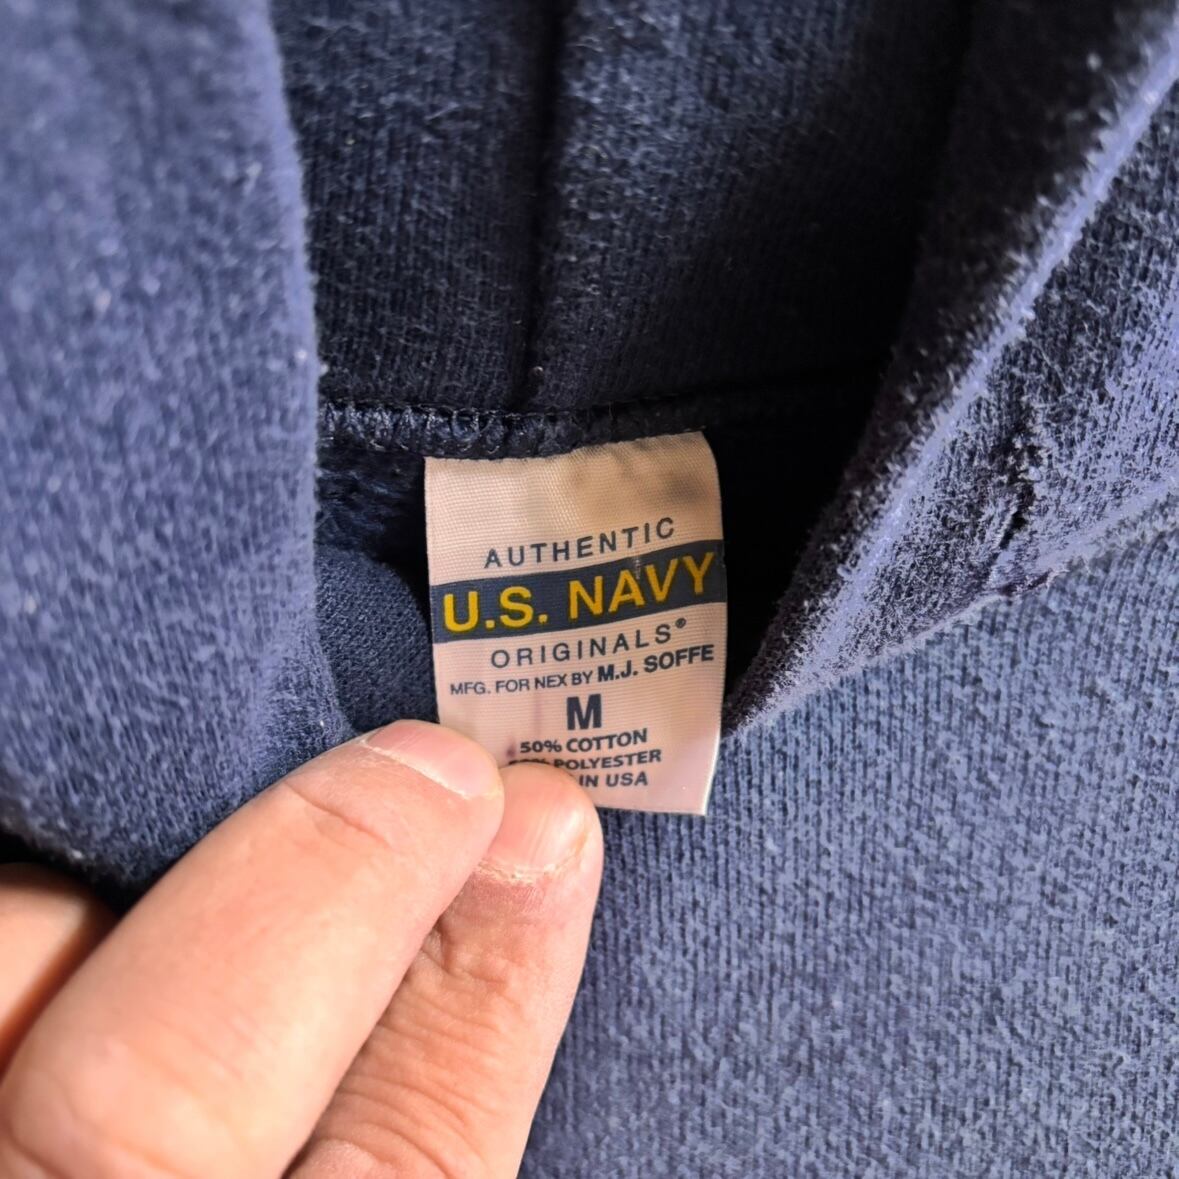 AUTHENTIC
U.S. NAVY
ORIGINALS®
MFG. FOR NEX BY M.J. SOFFE
M
50% COTTON
POLYESTER
IN USA